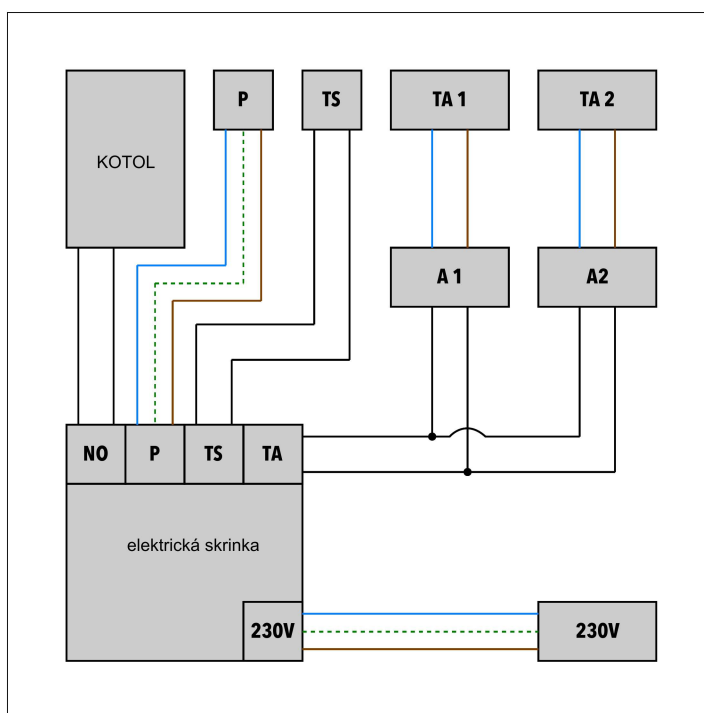 P
TS
TA 1
TA 2
KOTOL
A 1
A2
NO
P
TS
TA
elektrická skrinka
230V
230V